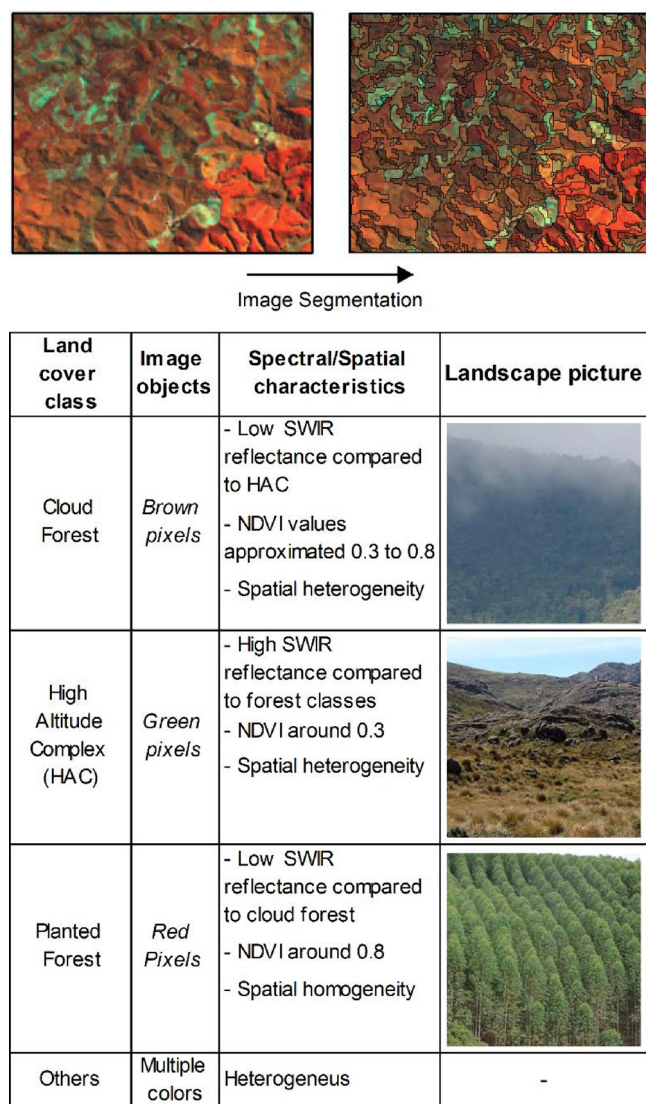 Image Segmentation
Land
cover
class
Image
objects
Spectral/Spatial
characteristics
Landscape picture
Cloud
Forest
Brown
pixels
- Low SWIR
reflectance compared
to HAC
- NDVI values
approximated 0.3 to 0.8
- Spatial heterogeneity
High
Altitude
Complex
(HAC)
Green
pixels
- High SWIR
reflectance compared
to forest classes
- NDVI around 0.3
- Spatial heterogeneity
Planted
Forest
Red
Pixels
- Low SWIR
reflectance compared
to cloud forest
- NDVI around 0.8
- Spatial homogeneity
Others
Multiple
colors
Heterogeneus
-